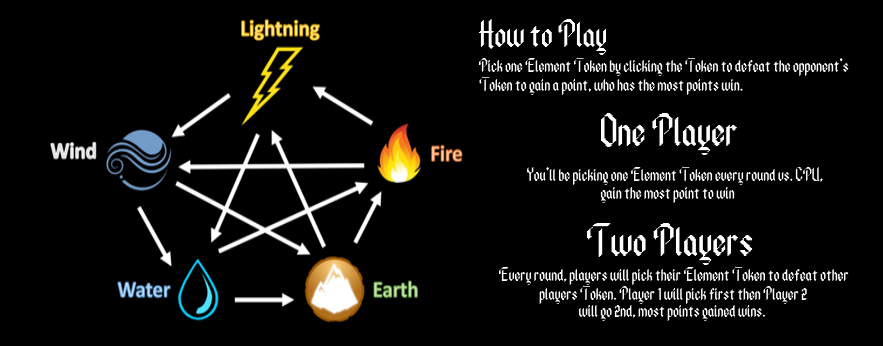 Lightning
Wind
Fire
Water
Earth
How to Play
Pick one Element Token by clicking the Token to defeat the opponent's
Token to gain a point, who has the most points win.
One Player
You'll be picking one Element Token every round vs. CPU,
gain the most point to win
Two Players
Every round, players will pick their Element Token to defeat other
players Token. Player 1 will pick first then Player 2
will go 2nd, most points gained wins.